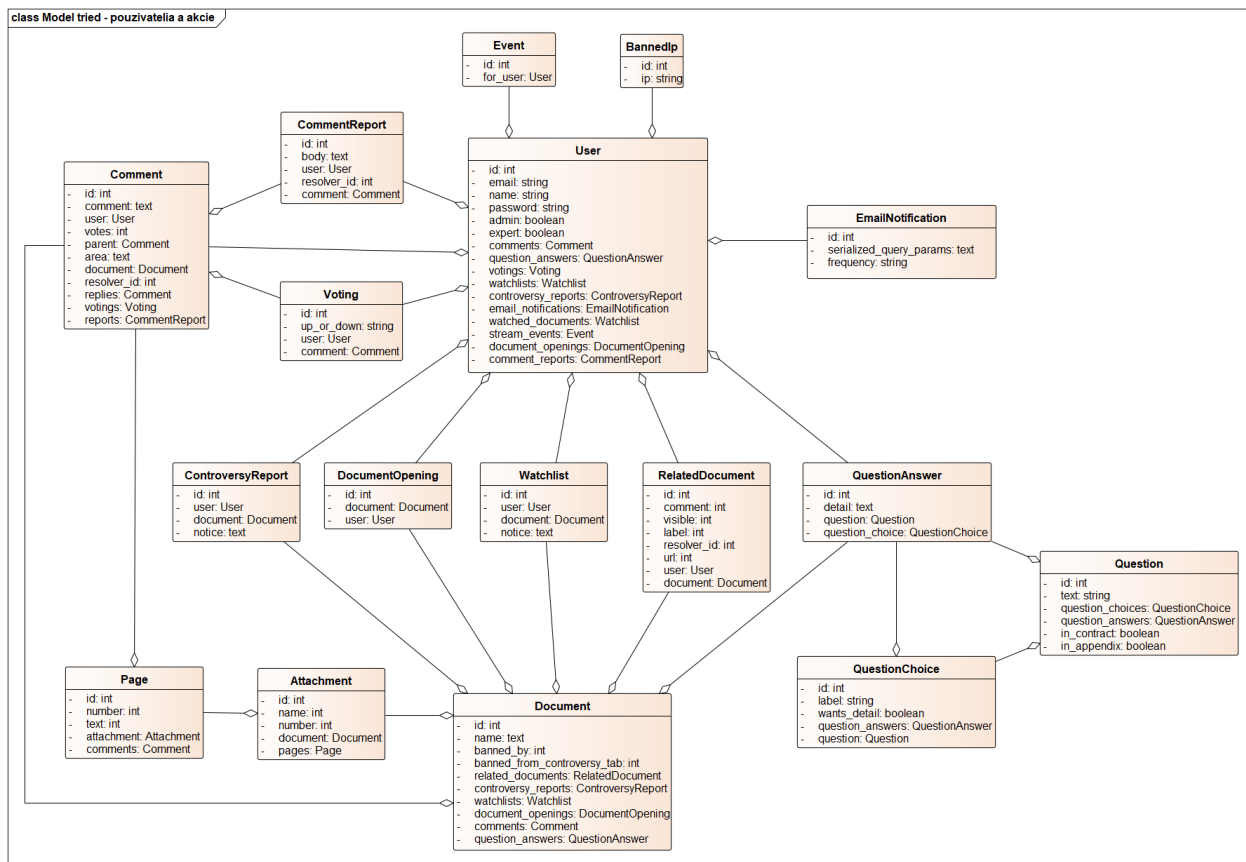 class Model tried - pouzivatelia a akcie
Event
- id: int
- for_user: User
BannedIp
- id: int
- ip: string
CommentReport
- id: int
- body: text
- user: User
- resolver_id: int
- comment: Comment
User
- id: int
- email: string
- name: string
- password: string
- admin: boolean
- expert: boolean
- comments: Comment
- question_answers: QuestionAnswer
- votings: Voting
- watchlists: Watchlist
- controversy_reports: ControversyReport
- email_notifications: EmailNotification
- watched_documents: Watchlist
- stream_events: Event
- document_openings: DocumentOpening
- comment_reports: CommentReport
Comment
- id: int
- comment: text
- user: User
- votes: int
- parent: Comment
- area: text
- document: Document
- resolver_id: int
- replies: Comment
- votings: Voting
- reports: CommentReport
EmailNotification
- id: int
- serialized_query_params: text
- frequency: string
Voting
- id: int
- up_or_down: string
- user: User
- comment: Comment
ControversyReport
- id: int
- user: User
- document: Document
- notice: text
DocumentOpening
- id: int
- document: Document
- user: User
Watchlist
- id: int
- user: User
- document: Document
- notice: text
RelatedDocument
- id: int
- comment: int
- visible: int
- label: int
- resolver_id: int
- url: int
- user: User
- document: Document
QuestionAnswer
- id: int
- detail: text
- question: Question
- question_choice: QuestionChoice
Question
- id: int
- text: string
- question_choices: QuestionChoice
- question_answers: QuestionAnswer
- in_contract: boolean
- in_appendix: boolean
QuestionChoice
- id: int
- label: string
- wants_detail: boolean
- question_answers: QuestionAnswer
- question: Question
Page
- id: int
- number: int
- text: int
- attachment: Attachment
- comments: Comment
Attachment
- id: int
- name: int
- number: int
- document: Document
- pages: Page
Document
- id: int
- name: text
- banned_by: int
- banned_from_controversy_tab: int
- related_documents: RelatedDocument
- controversy_reports: ControversyReport
- watchlists: Watchlist
- document_openings: DocumentOpening
- comments: Comment
- question_answers: QuestionAnswer